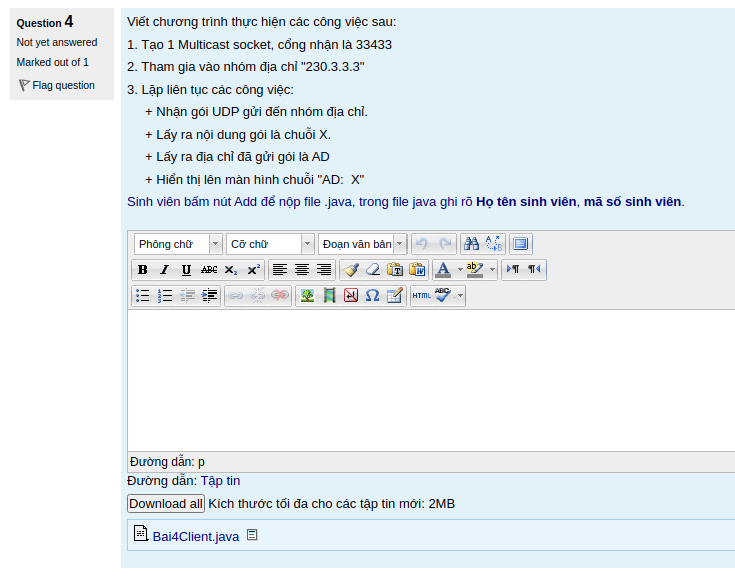 Question 4
Not yet answered
Marked out of 1
Flag question
Viết chương trình thực hiện các công việc sau:
1. Tạo 1 Multicast socket, cổng nhận là 33433
2. Tham gia vào nhóm địa chỉ "230.3.3.3"
3. Lặp liên tục các công việc:
+ Nhận gói UDP gửi đến nhóm địa chỉ.
+ Lấy ra nội dung gói là chuỗi X.
+ Lấy ra địa chỉ đã gửi gói là AD
+ Hiển thị lên màn hình chuỗi "AD: X"
Sinh viên bấm nút Add để nộp file .java, trong file java ghi rõ Họ tên sinh viên, mã số sinh viên.
Phông chữ Cỡ chữ Đoạn văn bản
B I U ABC X₂ X² A ab
HTML ABC
Đường dẫn: p
Đường dẫn: Tập tin
Download all Kích thước tối đa cho các tập tin mới: 2MB
Bai4Client.java